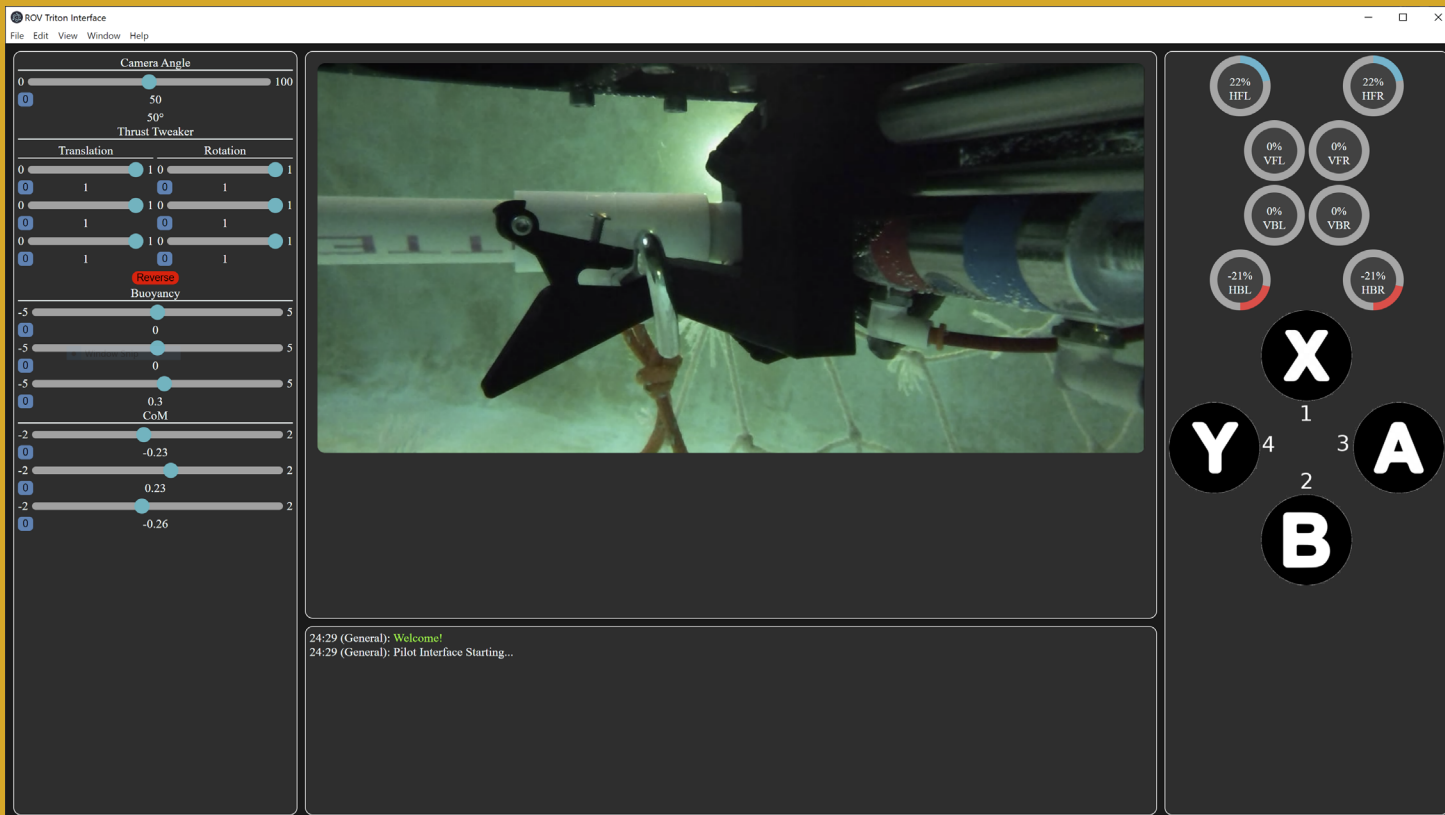 ROV Triton Interface
File Edit View Window Help
Camera Angle
0 100
0 50
50°
Thrust Tweaker
Translation Rotation
0 1 0 1
0 1 0 1
0 1 0 1
0 1 0 1
0 1 0 1
0 1 0 1
Reverse
Buoyancy
-5 5
0 0
-5 5
0 0
-5 5
0 0.3
CoM
-2 2
0 -0.23
-2 2
0 0.23
-2 2
0 -0.26
24:29 (General): Welcome!
24:29 (General): Pilot Interface Starting...
22% 22%
HFL HFR
0% 0%
VFL VFR
0% 0%
VBL VBR
-21% -21%
HBL HBR
X
1
Y 4 3 A
2
B